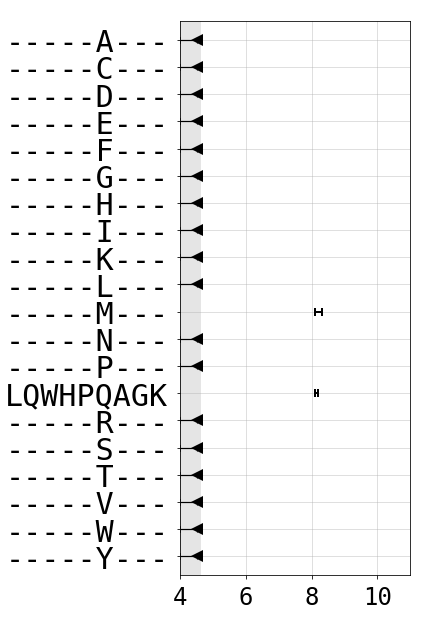 -----A---
-----C---
-----D---
-----E---
-----F---
-----G---
-----H---
-----I---
-----K---
-----L---
-----M---
-----N---
-----P---
LQWHPQAGK
-----R---
-----S---
-----T---
-----V---
-----W---
-----Y---
4 6 8 10